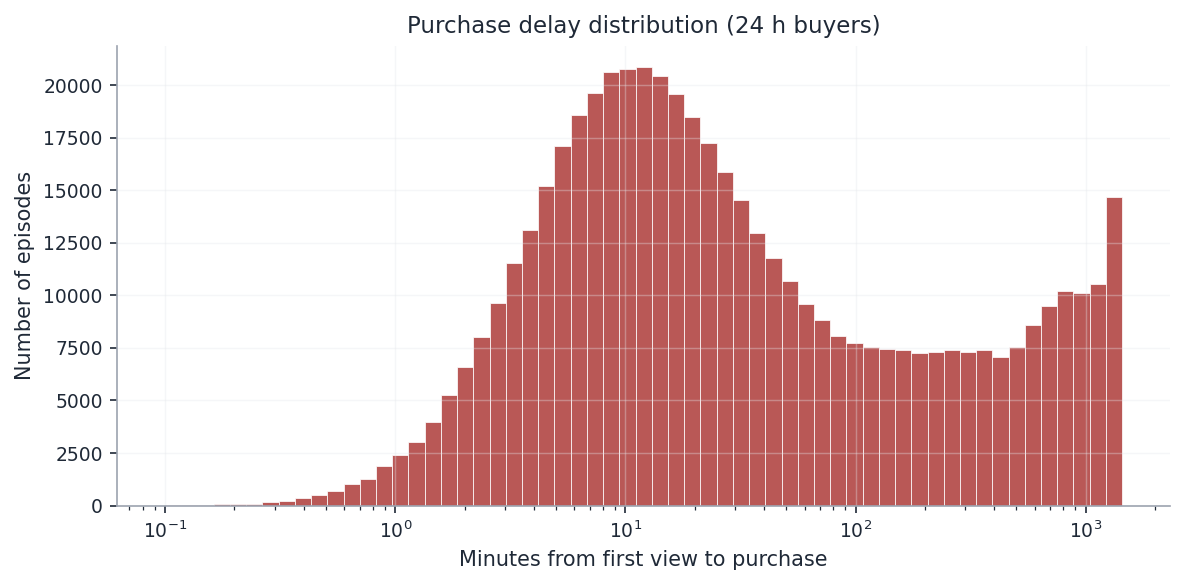 Purchase delay distribution (24 h buyers)
Number of episodes
20000
17500
15000
12500
10000
7500
5000
2500
0
10⁻¹ 10⁰ 10¹ 10² 10³
Minutes from first view to purchase